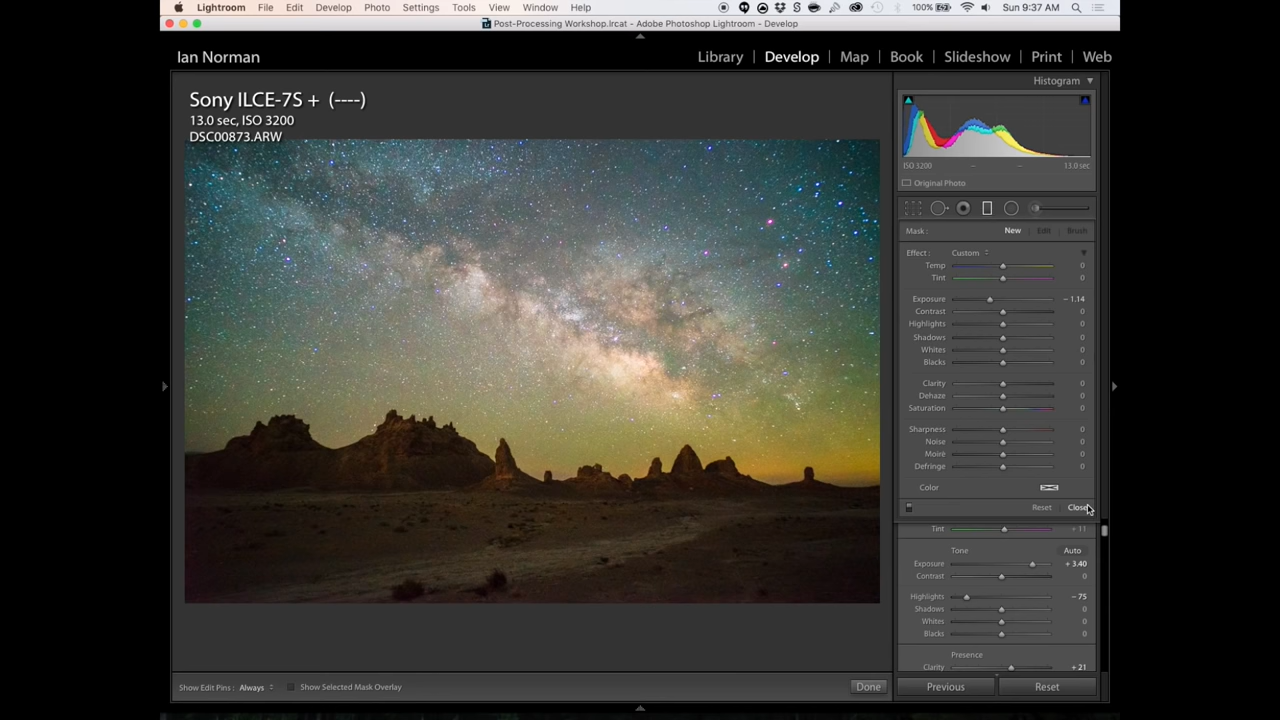 Lightroom File Edit Develop Photo Settings Tools View Window Help 100% Sun 9:37 AM
Post-Processing Workshop.lrcat - Adobe Photoshop Lightroom - Develop
Ian Norman Library | Develop | Map | Book | Slideshow | Print | Web
Histogram
Sony ILCE-7S + (----)
13.0 sec, ISO 3200
DSC00873.ARW
ISO 3200 – – 13.0 sec
Original Photo
Mask : New Edit Brush
Effect : Custom
Temp 0
Tint 0
Exposure – 1.14
Contrast 0
Highlights 0
Shadows 0
Whites 0
Blacks 0
Clarity 0
Dehaze 0
Saturation 0
Sharpness 0
Noise 0
Moiré 0
Defringe 0
Color
Reset Close
Tint + 11
Tone Auto
Exposure + 3.40
Contrast 0
Highlights – 75
Shadows 0
Whites 0
Blacks 0
Presence
Clarity + 21
Show Edit Pins : Always Show Selected Mask Overlay Done Previous Reset